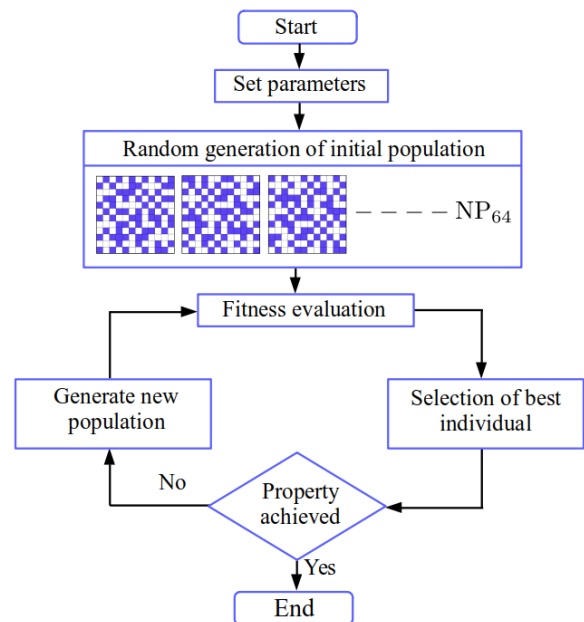 Start
Set parameters
Random generation of initial population
NP₆₄
Fitness evaluation
Generate new
population
Selection of best
individual
No
Property
achieved
Yes
End